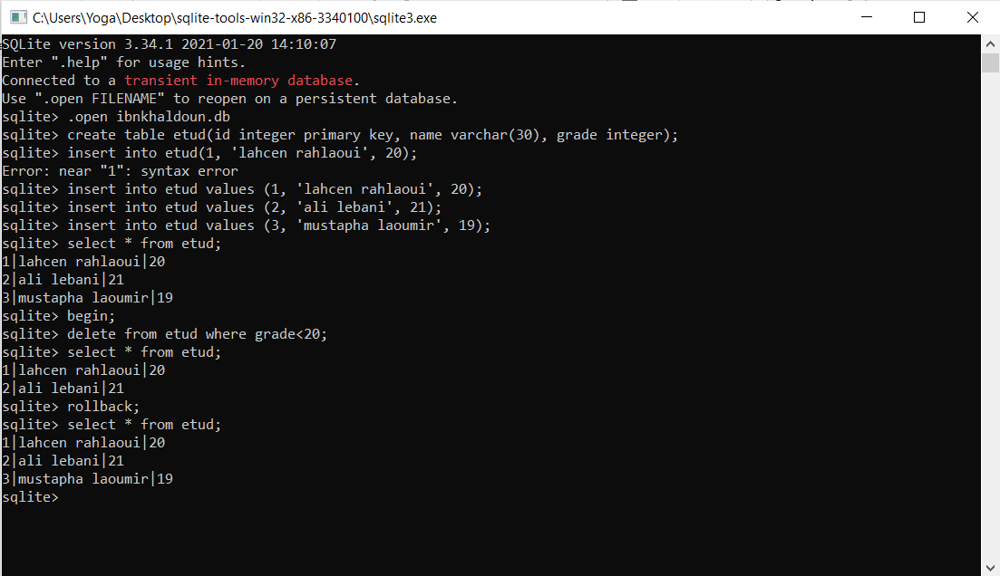 C:\Users\Yoga\Desktop\sqlite-tools-win32-x86-3340100\sqlite3.exe
SQLite version 3.34.1 2021-01-20 14:10:07
Enter ".help" for usage hints.
Connected to a transient in-memory database.
Use ".open FILENAME" to reopen on a persistent database.
sqlite> .open ibnkhaldoun.db
sqlite> create table etud(id integer primary key, name varchar(30), grade integer);
sqlite> insert into etud(1, 'lahcen rahlaoui', 20);
Error: near "1": syntax error
sqlite> insert into etud values (1, 'lahcen rahlaoui', 20);
sqlite> insert into etud values (2, 'ali lebani', 21);
sqlite> insert into etud values (3, 'mustapha laoumir', 19);
sqlite> select * from etud;
1|lahcen rahlaoui|20
2|ali lebani|21
3|mustapha laoumir|19
sqlite> begin;
sqlite> delete from etud where grade<20;
sqlite> select * from etud;
1|lahcen rahlaoui|20
2|ali lebani|21
sqlite> rollback;
sqlite> select * from etud;
1|lahcen rahlaoui|20
2|ali lebani|21
3|mustapha laoumir|19
sqlite>